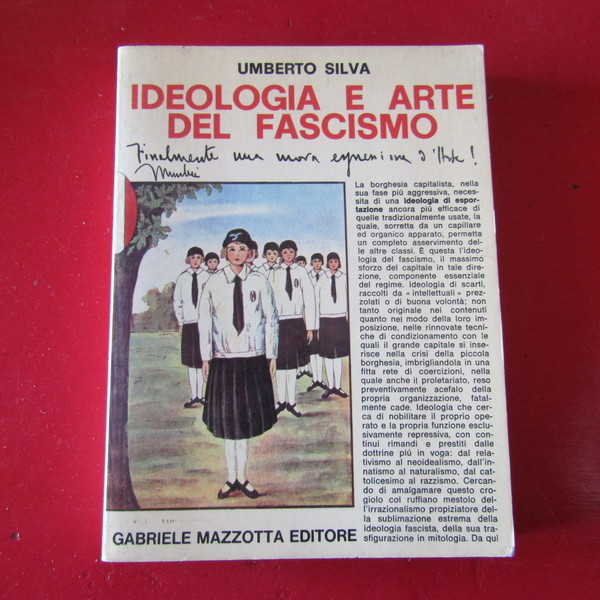 UMBERTO SILVA
IDEOLOGIA E ARTE
DEL FASCISMO
Finalmente una nuova espressione d'Arte!
La borghesia capitalista, nella
sua fase piú aggressiva, neces-
sita di una ideologia di espor-
tazione ancora piú efficace di
quelle tradizionalmente usate, la
quale, sorretta da un capillare
ed organico apparato, permetta
un completo asservimento del-
le altre classi. È questa l'ideo-
logia del fascismo, il massimo
sforzo del capitale in tale dire-
zione, componente essenziale
del regime. Ideologia di scarti,
raccolti da « intellettuali » prez-
zolati o di buona volontà; non
tanto originale nei contenuti
quanto nel modo della loro im-
posizione, nelle rinnovate tecni-
che di condizionamento con le
quali il grande capitale si inse-
risce nella crisi della piccola
borghesia, imbrigliandola in una
fitta rete di coercizioni, nella
quale anche il proletariato, reso
preventivamente acefalo della
propria organizzazione, fatal-
mente cade. Ideologia che cer-
ca di nobilitare il proprio opera-
to e la propria funzione esclu-
sivamente repressiva, con con-
tinui rimandi e prestiti dalle
dottrine piú in voga: dal rela-
tivismo al neoidealismo, dall'in-
natismo al naturalismo, dal cat-
tolicesimo al razzismo. Cercan-
do di amalgamare questo cro-
giolo col ruffiano mestolo del-
l'irrazionalismo propiziatore del-
la sublimazione estrema della
ideologia fascista, della sua tra-
sfigurazione in mitologia. Da qui
GABRIELE MAZZOTTA EDITORE